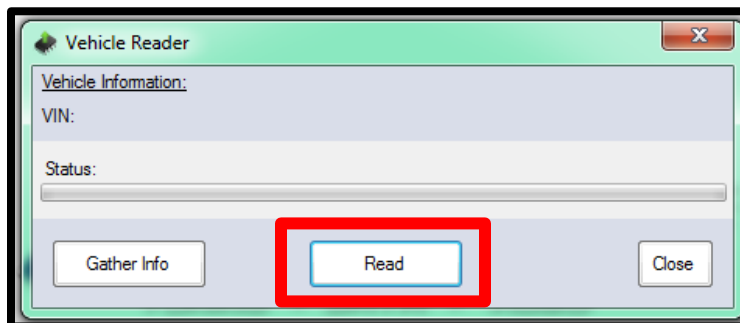 Vehicle Reader
Vehicle Information:
VIN:
Status:
Gather Info Read Close